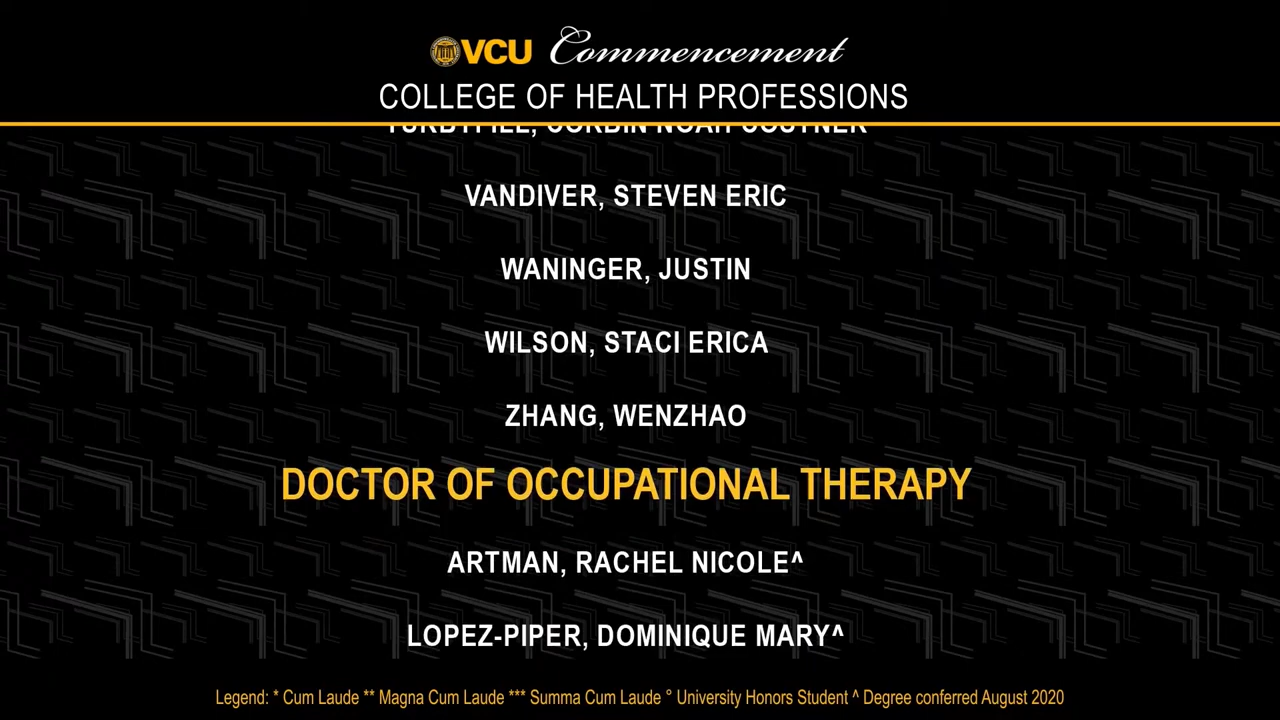 VCU Commencement
COLLEGE OF HEALTH PROFESSIONS
VANDIVER, STEVEN ERIC
WANINGER, JUSTIN
WILSON, STACI ERICA
ZHANG, WENZHAO
DOCTOR OF OCCUPATIONAL THERAPY
ARTMAN, RACHEL NICOLE^
LOPEZ-PIPER, DOMINIQUE MARY^
Legend: * Cum Laude ** Magna Cum Laude *** Summa Cum Laude ° University Honors Student ^ Degree conferred August 2020